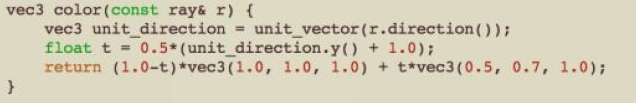 vec3 color(const ray& r) {
    vec3 unit_direction = unit_vector(r.direction());
    float t = 0.5*(unit_direction.y() + 1.0);
    return (1.0-t)*vec3(1.0, 1.0, 1.0) + t*vec3(0.5, 0.7, 1.0);
}